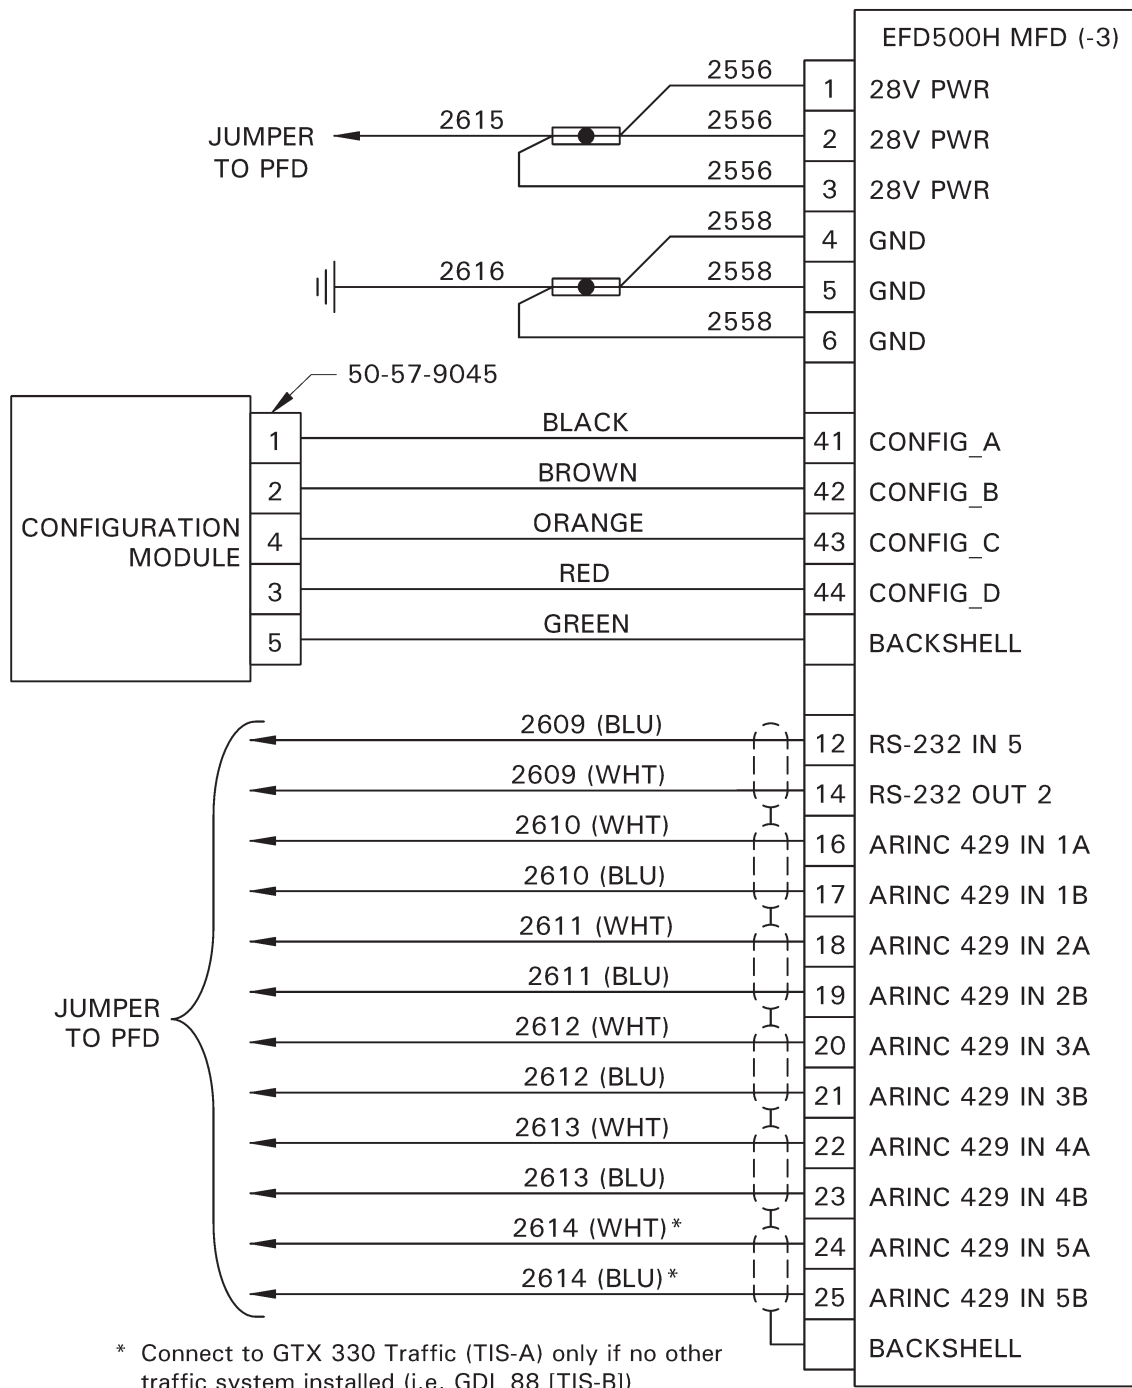 EFD500H MFD (-3)
2556
1 28V PWR
2615 2556
JUMPER
TO PFD
2 28V PWR
2556
3 28V PWR
2558
4 GND
2616 2558
5 GND
2558
6 GND
50-57-9045
CONFIGURATION
MODULE
1 BLACK 41 CONFIG_A
2 BROWN 42 CONFIG_B
4 ORANGE 43 CONFIG_C
3 RED 44 CONFIG_D
5 GREEN BACKSHELL
JUMPER
TO PFD
2609 (BLU) 12 RS-232 IN 5
2609 (WHT) 14 RS-232 OUT 2
2610 (WHT) 16 ARINC 429 IN 1A
2610 (BLU) 17 ARINC 429 IN 1B
2611 (WHT) 18 ARINC 429 IN 2A
2611 (BLU) 19 ARINC 429 IN 2B
2612 (WHT) 20 ARINC 429 IN 3A
2612 (BLU) 21 ARINC 429 IN 3B
2613 (WHT) 22 ARINC 429 IN 4A
2613 (BLU) 23 ARINC 429 IN 4B
2614 (WHT)* 24 ARINC 429 IN 5A
2614 (BLU)* 25 ARINC 429 IN 5B
BACKSHELL
* Connect to GTX 330 Traffic (TIS-A) only if no other
traffic system installed (i.e. GDL 88 [TIS-B])